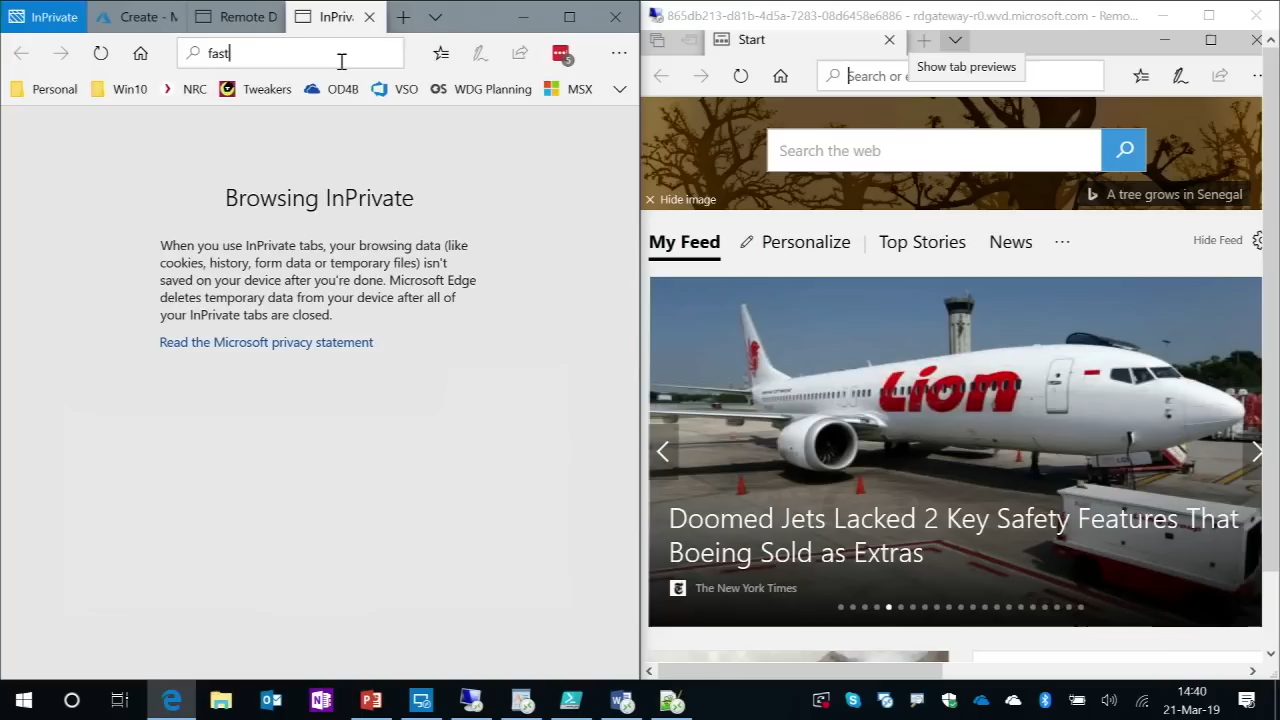 InPrivate
Create - M
Remote D
InPriv
fast
Personal
Win10
NRC
Tweakers
OD4B
VSO
WDG Planning
MSX
5
Browsing InPrivate
When you use InPrivate tabs, your browsing data (like
cookies, history, form data or temporary files) isn't
saved on your device after you're done. Microsoft Edge
deletes temporary data from your device after all of
your InPrivate tabs are closed.
Read the Microsoft privacy statement
865db213-d81b-4d5a-7283-08d6458e6886 - rdgateway-r0.wvd.microsoft.com - Remo...
Start
Show tab previews
Search or e
Search the web
A tree grows in Senegal
Hide image
My Feed
Personalize
Top Stories
News
Hide Feed
Lion
Doomed Jets Lacked 2 Key Safety Features That
Boeing Sold as Extras
The New York Times
14:40
21-Mar-19